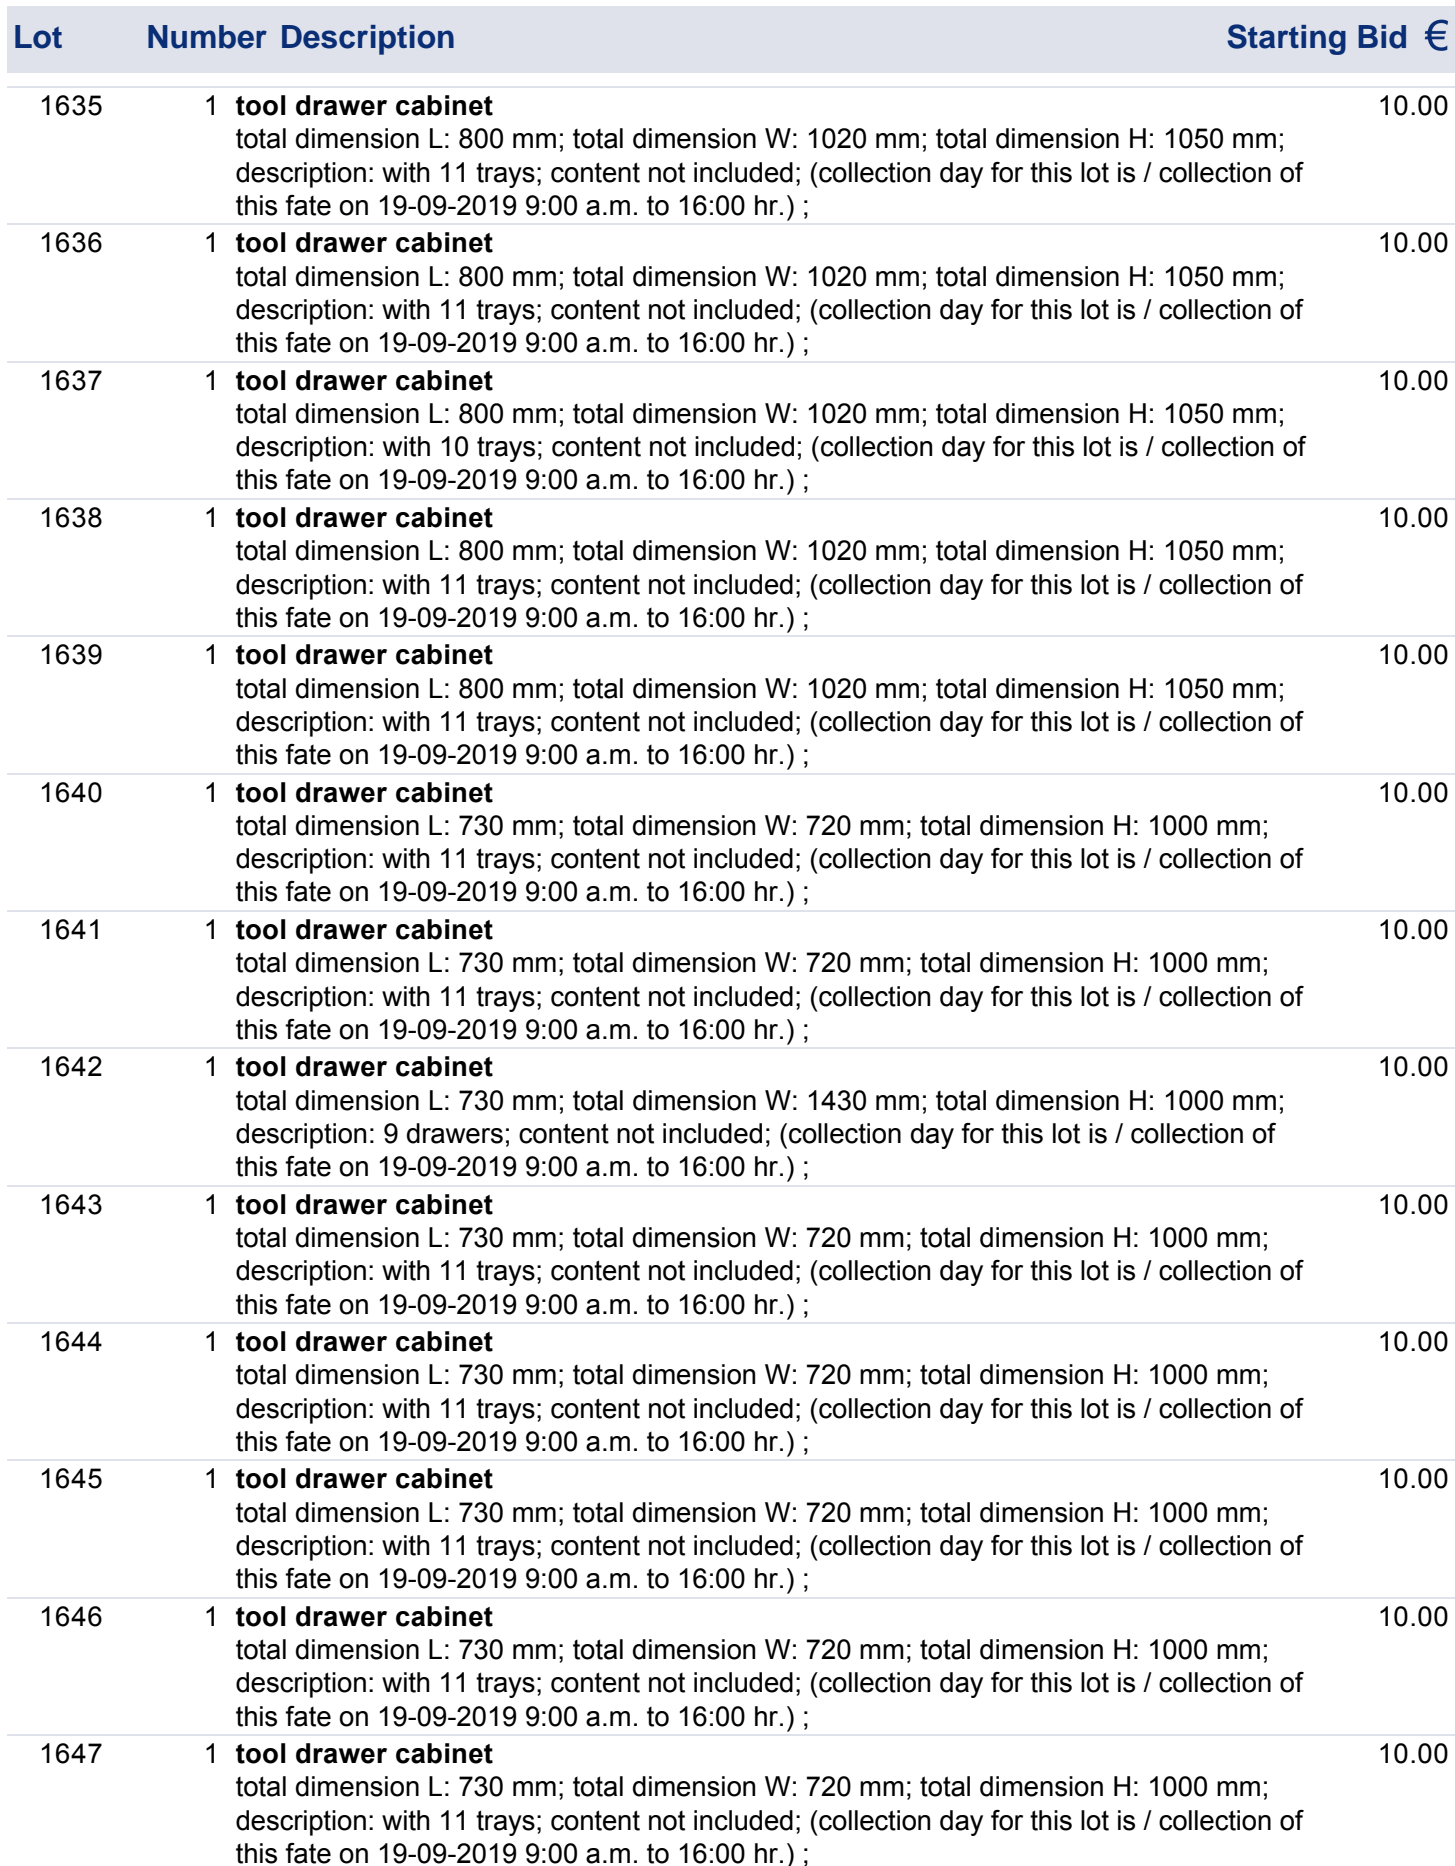 Lot Number Description Starting Bid €
1635 1 tool drawer cabinet 10.00
total dimension L: 800 mm; total dimension W: 1020 mm; total dimension H: 1050 mm;
description: with 11 trays; content not included; (collection day for this lot is / collection of
this fate on 19-09-2019 9:00 a.m. to 16:00 hr.) ;
1636 1 tool drawer cabinet 10.00
total dimension L: 800 mm; total dimension W: 1020 mm; total dimension H: 1050 mm;
description: with 11 trays; content not included; (collection day for this lot is / collection of
this fate on 19-09-2019 9:00 a.m. to 16:00 hr.) ;
1637 1 tool drawer cabinet 10.00
total dimension L: 800 mm; total dimension W: 1020 mm; total dimension H: 1050 mm;
description: with 10 trays; content not included; (collection day for this lot is / collection of
this fate on 19-09-2019 9:00 a.m. to 16:00 hr.) ;
1638 1 tool drawer cabinet 10.00
total dimension L: 800 mm; total dimension W: 1020 mm; total dimension H: 1050 mm;
description: with 11 trays; content not included; (collection day for this lot is / collection of
this fate on 19-09-2019 9:00 a.m. to 16:00 hr.) ;
1639 1 tool drawer cabinet 10.00
total dimension L: 800 mm; total dimension W: 1020 mm; total dimension H: 1050 mm;
description: with 11 trays; content not included; (collection day for this lot is / collection of
this fate on 19-09-2019 9:00 a.m. to 16:00 hr.) ;
1640 1 tool drawer cabinet 10.00
total dimension L: 730 mm; total dimension W: 720 mm; total dimension H: 1000 mm;
description: with 11 trays; content not included; (collection day for this lot is / collection of
this fate on 19-09-2019 9:00 a.m. to 16:00 hr.) ;
1641 1 tool drawer cabinet 10.00
total dimension L: 730 mm; total dimension W: 720 mm; total dimension H: 1000 mm;
description: with 11 trays; content not included; (collection day for this lot is / collection of
this fate on 19-09-2019 9:00 a.m. to 16:00 hr.) ;
1642 1 tool drawer cabinet 10.00
total dimension L: 730 mm; total dimension W: 1430 mm; total dimension H: 1000 mm;
description: 9 drawers; content not included; (collection day for this lot is / collection of
this fate on 19-09-2019 9:00 a.m. to 16:00 hr.) ;
1643 1 tool drawer cabinet 10.00
total dimension L: 730 mm; total dimension W: 720 mm; total dimension H: 1000 mm;
description: with 11 trays; content not included; (collection day for this lot is / collection of
this fate on 19-09-2019 9:00 a.m. to 16:00 hr.) ;
1644 1 tool drawer cabinet 10.00
total dimension L: 730 mm; total dimension W: 720 mm; total dimension H: 1000 mm;
description: with 11 trays; content not included; (collection day for this lot is / collection of
this fate on 19-09-2019 9:00 a.m. to 16:00 hr.) ;
1645 1 tool drawer cabinet 10.00
total dimension L: 730 mm; total dimension W: 720 mm; total dimension H: 1000 mm;
description: with 11 trays; content not included; (collection day for this lot is / collection of
this fate on 19-09-2019 9:00 a.m. to 16:00 hr.) ;
1646 1 tool drawer cabinet 10.00
total dimension L: 730 mm; total dimension W: 720 mm; total dimension H: 1000 mm;
description: with 11 trays; content not included; (collection day for this lot is / collection of
this fate on 19-09-2019 9:00 a.m. to 16:00 hr.) ;
1647 1 tool drawer cabinet 10.00
total dimension L: 730 mm; total dimension W: 720 mm; total dimension H: 1000 mm;
description: with 11 trays; content not included; (collection day for this lot is / collection of
this fate on 19-09-2019 9:00 a.m. to 16:00 hr.) ;